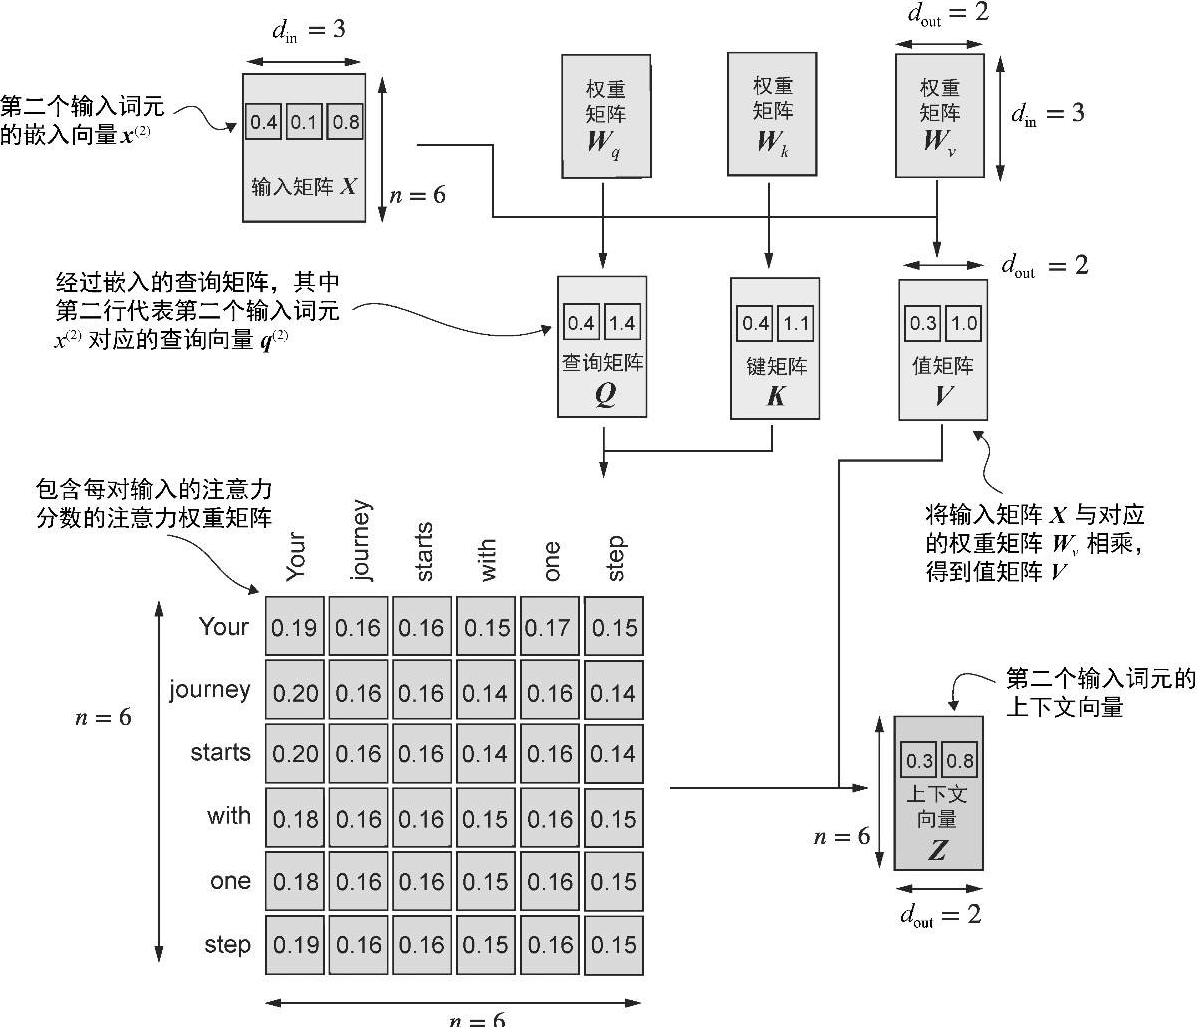 d_in = 3
d_out = 2
第二个输入词元
的嵌入向量 x^(2)
0.4 0.1 0.8
输入矩阵 X
n = 6
权重
矩阵
W_q
权重
矩阵
W_k
权重
矩阵
W_v
d_in = 3
经过嵌入的查询矩阵，其中
第二行代表第二个输入词元
x^(2) 对应的查询向量 q^(2)
d_out = 2
0.4 1.4
查询矩阵
Q
0.4 1.1
键矩阵
K
0.3 1.0
值矩阵
V
包含每对输入的注意力
分数的注意力权重矩阵
将输入矩阵 X 与对应
的权重矩阵 W_v 相乘，
得到值矩阵 V
Your journey starts with one step
Your 0.19 0.16 0.16 0.15 0.17 0.15
journey 0.20 0.16 0.16 0.14 0.16 0.14
starts 0.20 0.16 0.16 0.14 0.16 0.14
with 0.18 0.16 0.16 0.15 0.16 0.15
one 0.18 0.16 0.16 0.15 0.16 0.15
step 0.19 0.16 0.16 0.15 0.16 0.15
n = 6
n = 6
第二个输入词元的
上下文向量
0.3 0.8
上下文
向量
Z
n = 6
d_out = 2